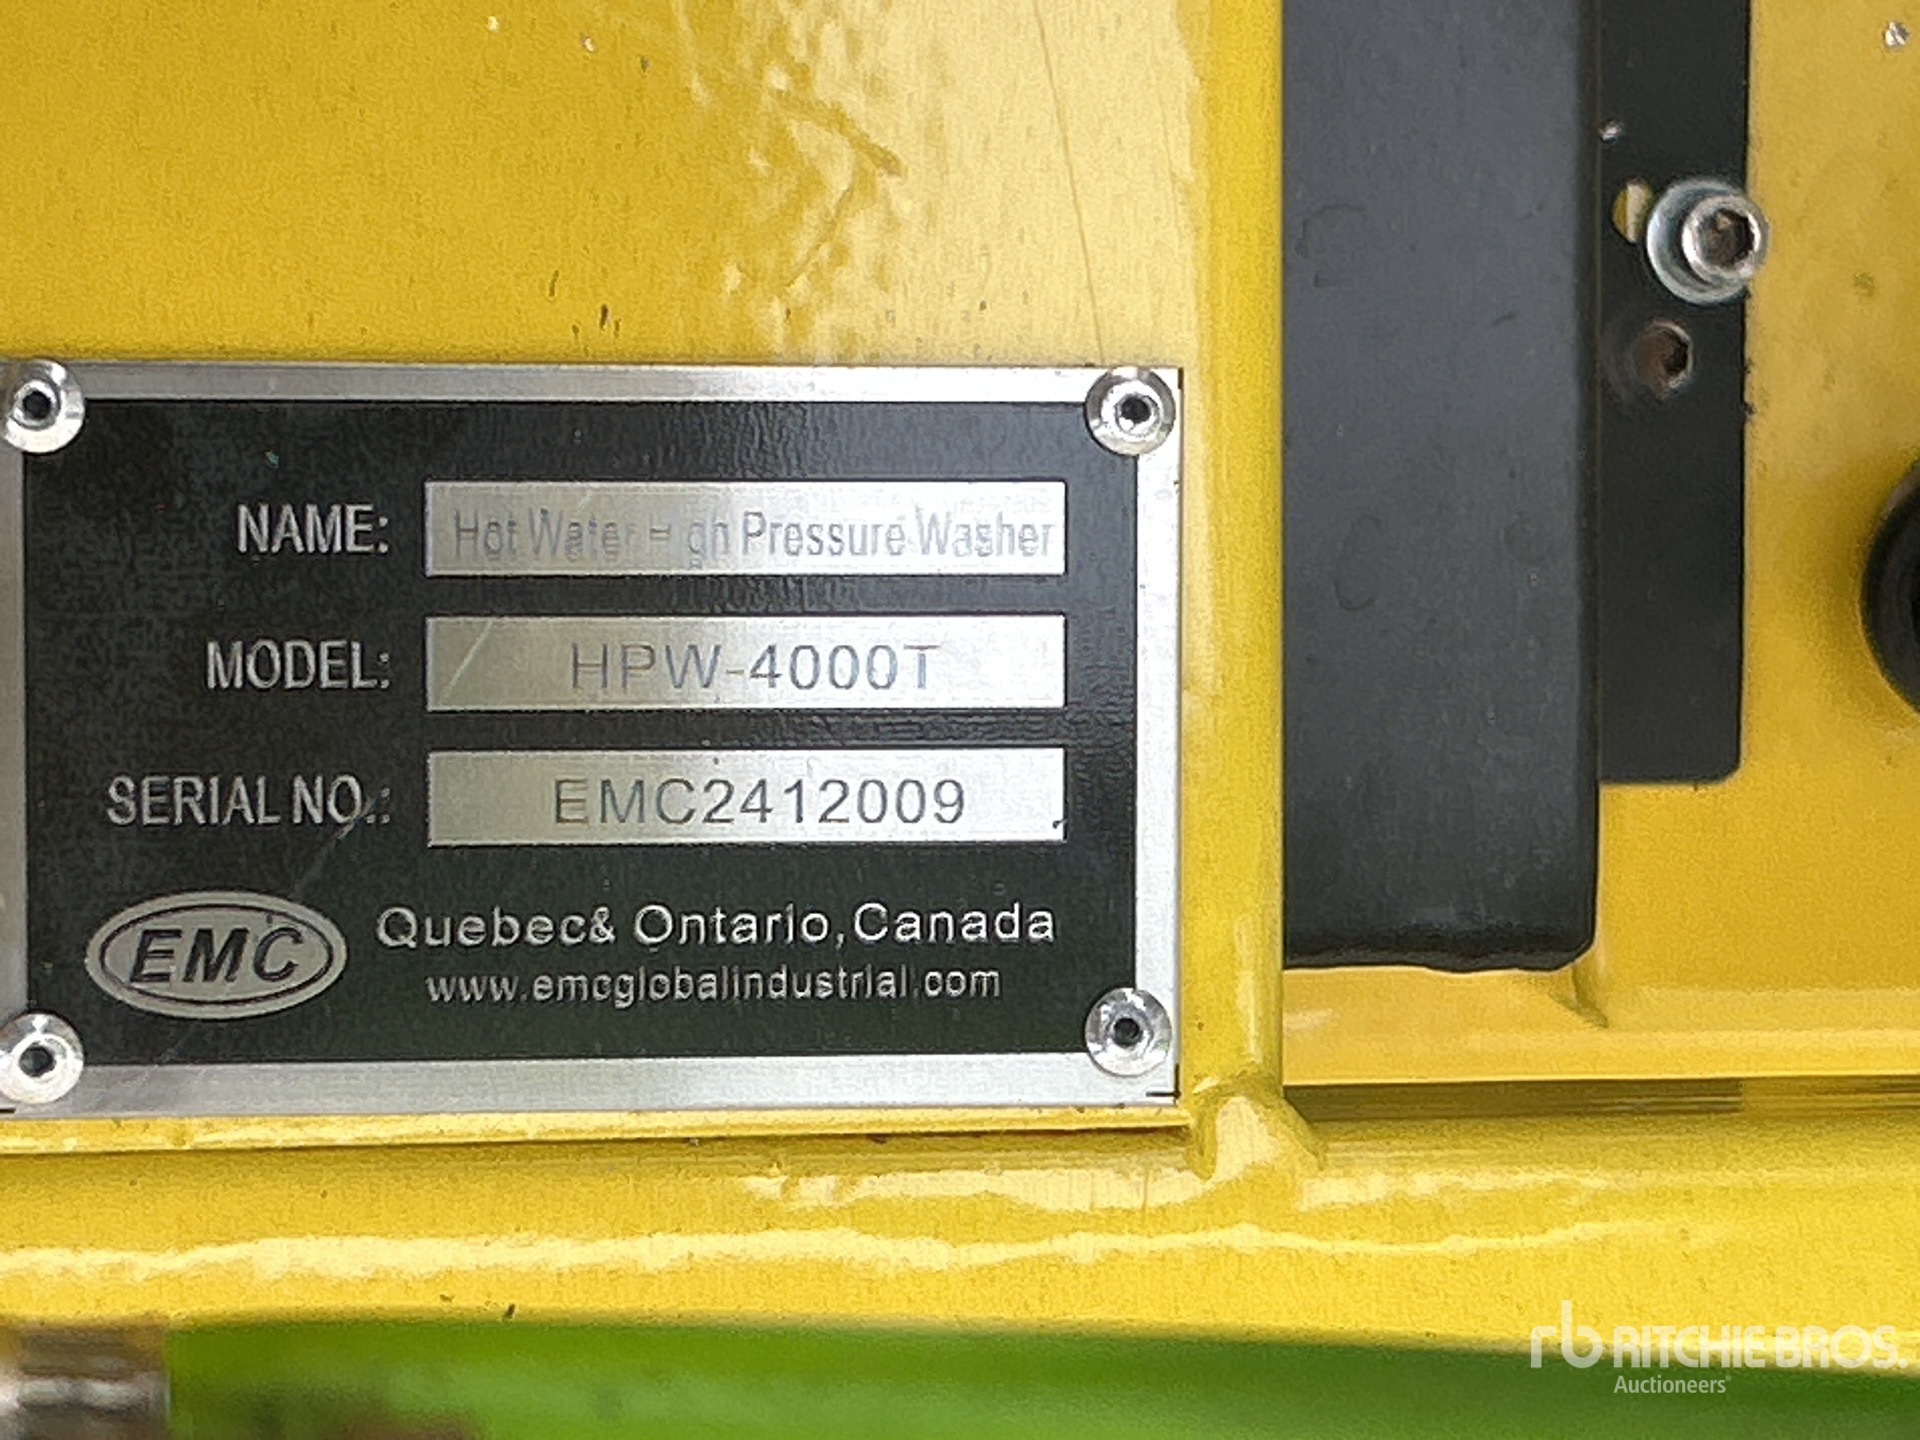 NAME: Hot Water High Pressure Washer
MODEL: HPW-4000T
SERIAL NO.: EMC2412009
EMC Quebec& Ontario,Canada
www.emcglobalindustrial.com
rb RITCHIE BROS.
Auctioneers